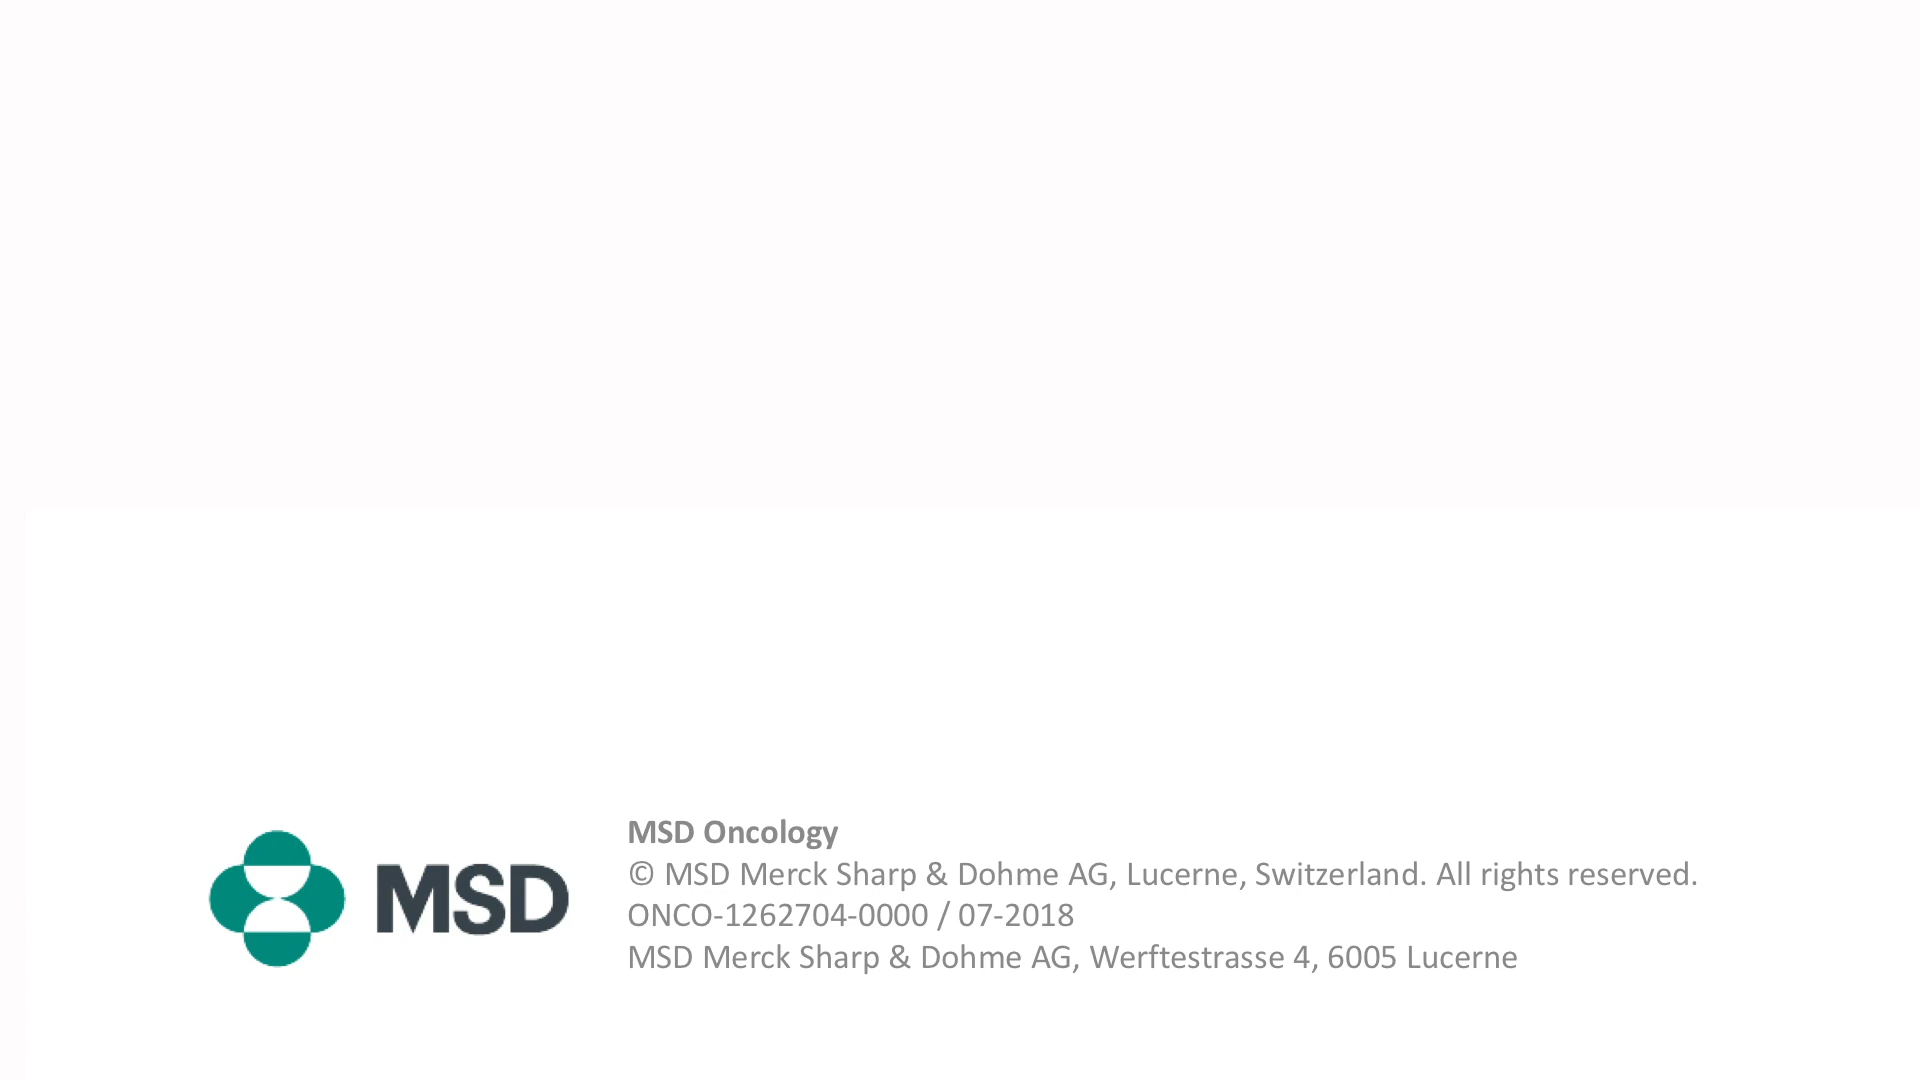 MSD
MSD Oncology
© MSD Merck Sharp & Dohme AG, Lucerne, Switzerland. All rights reserved.
ONCO-1262704-0000 / 07-2018
MSD Merck Sharp & Dohme AG, Werftestrasse 4, 6005 Lucerne